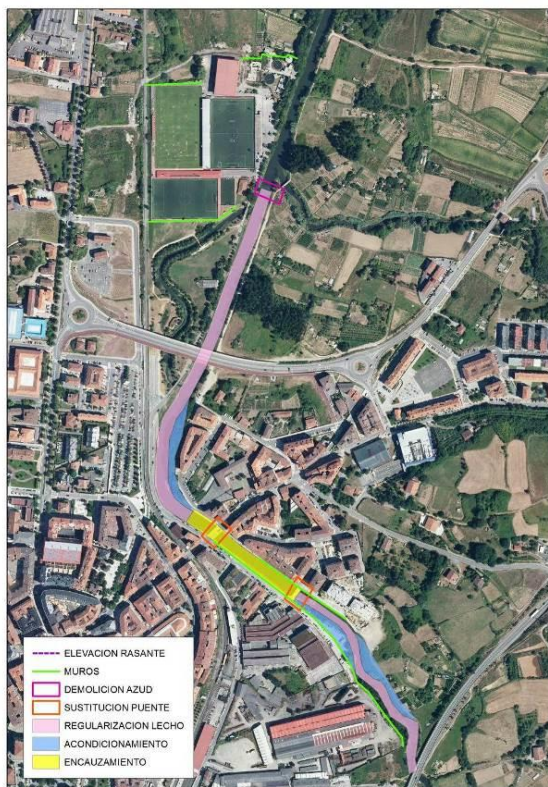 ELEVACION RASANTE
MUROS
DEMOLICION AZUD
SUSTITUCION PUENTE
REGULARIZACION LECHO
ACONDICIONAMIENTO
ENCAUZAMIENTO